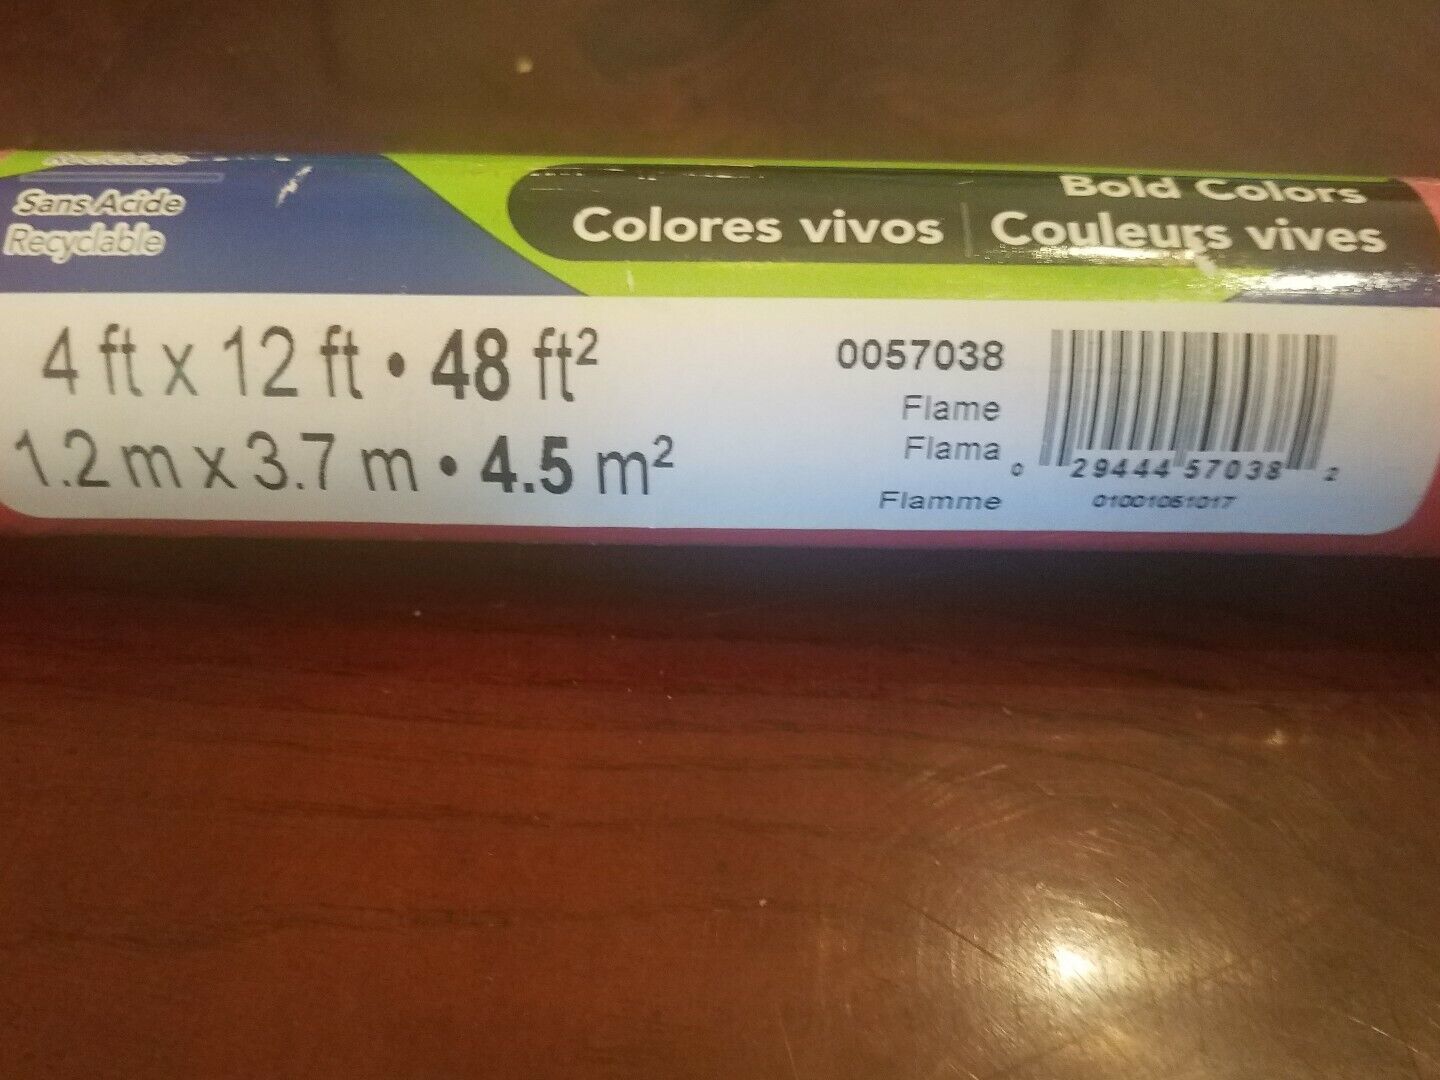 Sans Acide
Recyclable
Bold Colors
Colores vivos | Couleurs vives
4 ft x 12 ft • 48 ft²
1.2 m x 3.7 m • 4.5 m²
0057038
Flame
Flama
Flamme
0 29444 57038 2
01001061017